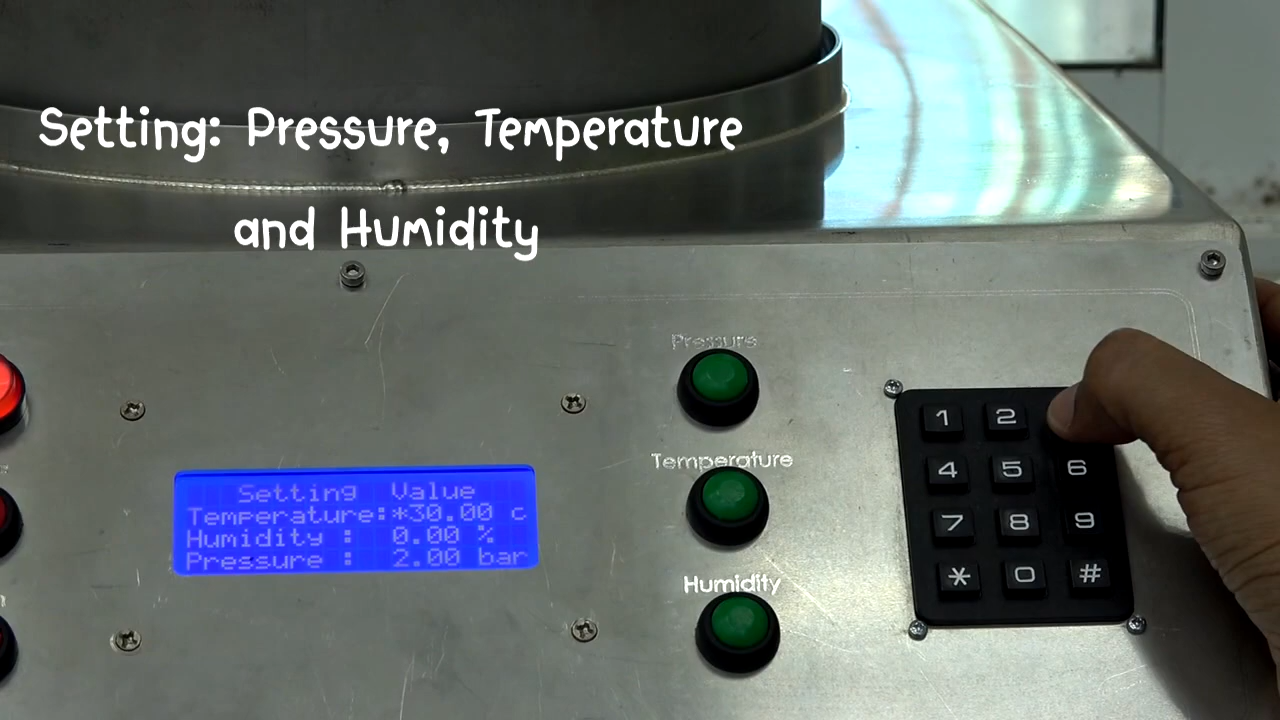 Setting: Pressure, Temperature
and Humidity
Pressure
Setting Value
Temperature:*30.00 c
Humidity : 0.00 %
Pressure : 2.00 bar
Temperature
Humidity
1 2
4 5 6
7 8 9
* 0 #